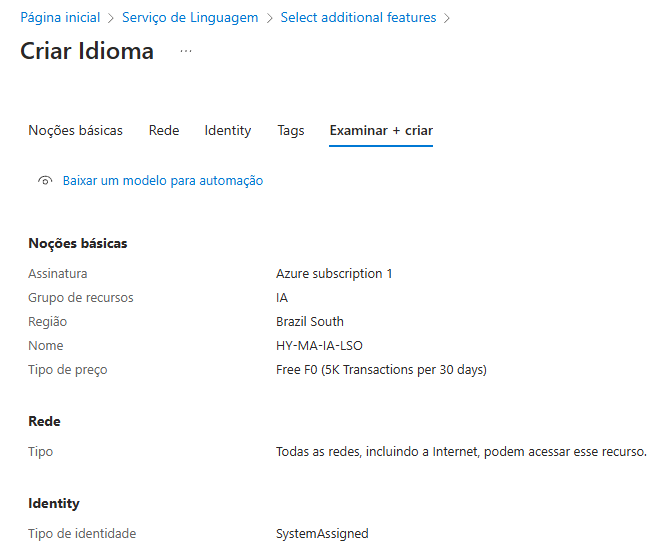 Página inicial > Serviço de Linguagem > Select additional features >
Criar Idioma ...
Noções básicas Rede Identity Tags Examinar + criar
Baixar um modelo para automação
Noções básicas
Assinatura Azure subscription 1
Grupo de recursos IA
Região Brazil South
Nome HY-MA-IA-LSO
Tipo de preço Free F0 (5K Transactions per 30 days)
Rede
Tipo Todas as redes, incluindo a Internet, podem acessar esse recurso.
Identity
Tipo de identidade SystemAssigned